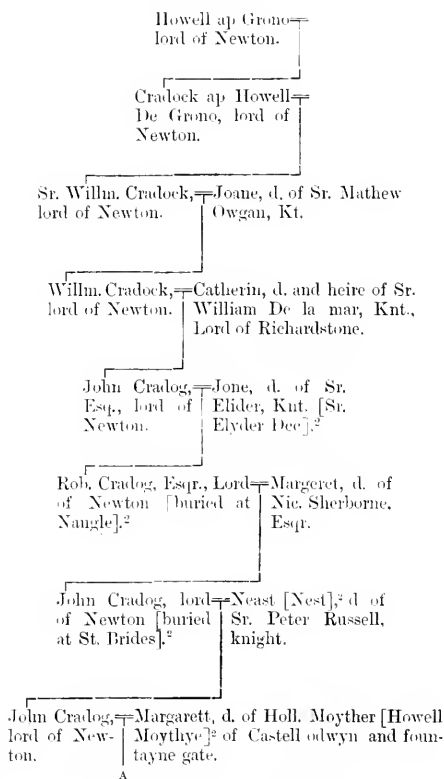 Howell ap Grono
lord of Newton.
Cradock ap Howell
De Grono, lord of
Newton.
Sr. Willm. Cradock, Joane, d. of Sr. Mathew
lord of Newton. Owgan, Kt.
Willm. Cradock, Catherin, d. and heire of Sr.
lord of Newton. William De la mar, Knt.,
Lord of Richardstone.
John Cradog, Jone, d. of Sr.
Esq., lord of Elider, Knt. [Sr.
Newton. Elyder Dee].²
Rob. Cradog, Esqr., Lord Margeret, d. of
of Newton [buried at Nic. Sherborne,
Nangle].² Esqr.
John Cradog, lord Neast [Nest],² d of
of Newton [buried Sr. Peter Russell,
at St. Brides].² knight.
John Cradog, Margarett, d. of Holl. Moyther [Howell
lord of New- Moythye]² of Castell odwyn and foun-
ton. tayne gate.
A